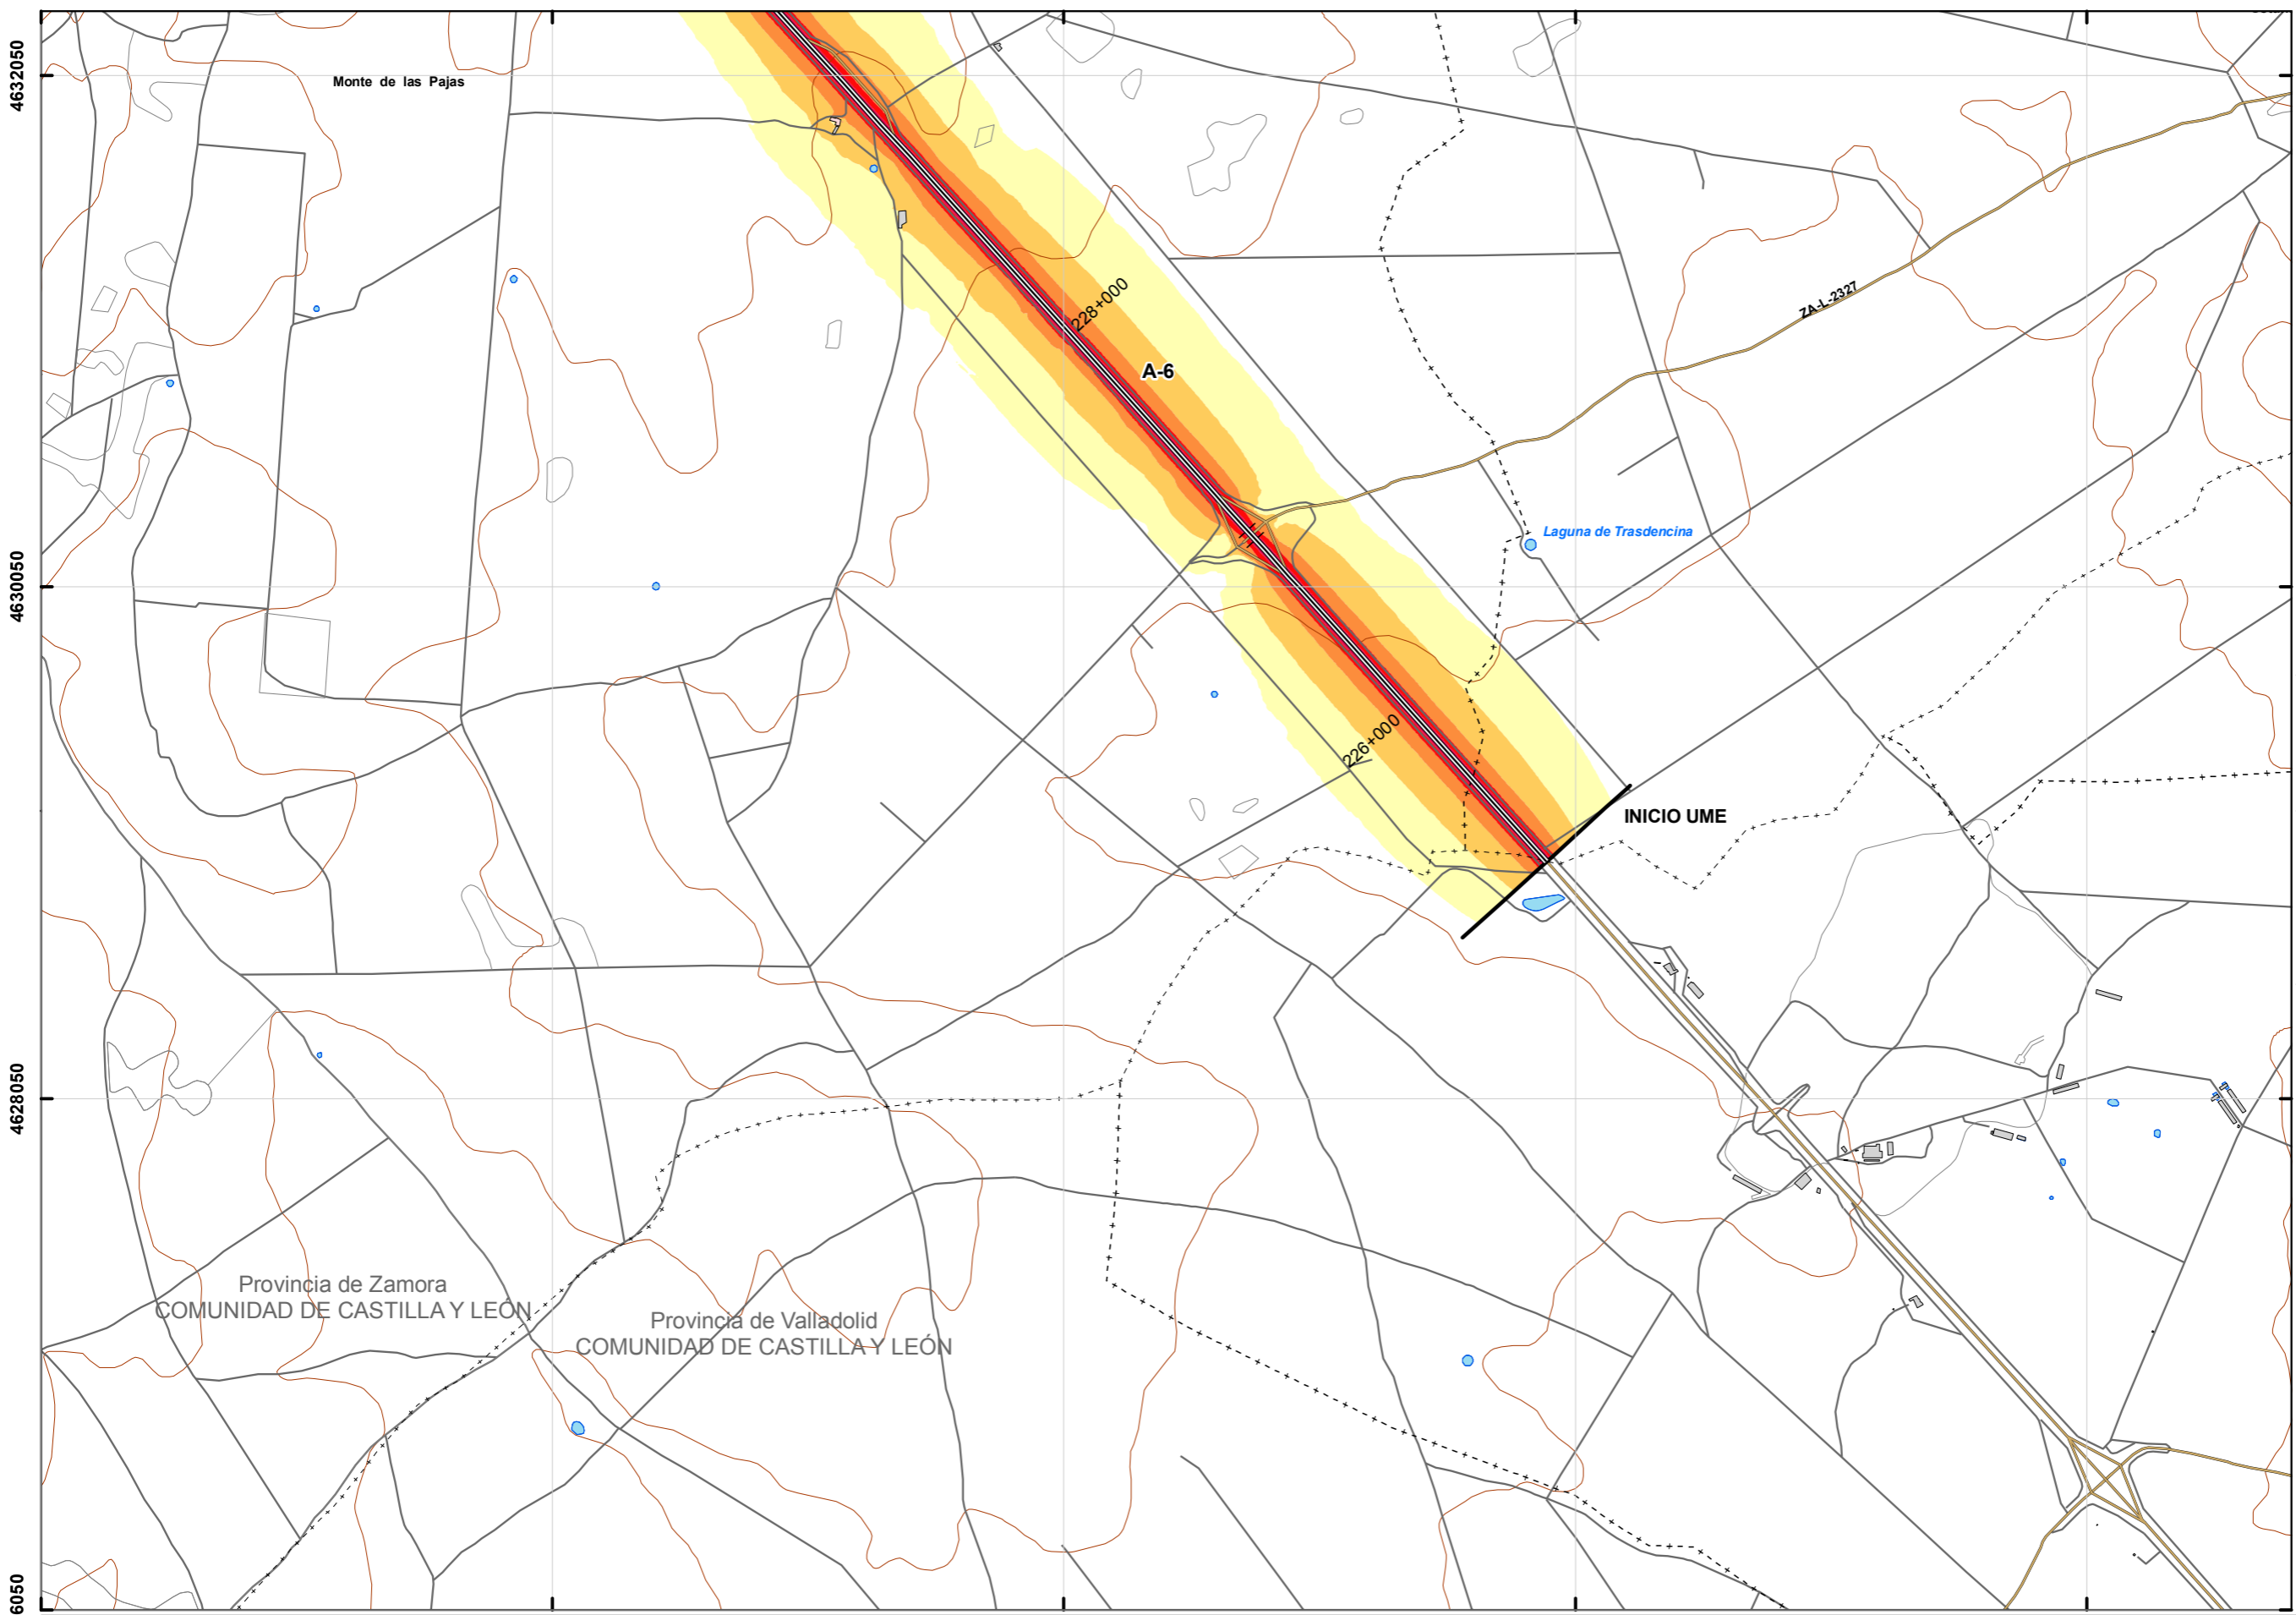 4632050
Monte de las Pajas
228+000
ZA-L-2327
A-6
4630050
Laguna de Trasdencina
226+000
INICIO UME
4628050
Provincia de Zamora
COMUNIDAD DE CASTILLA Y LEÓN
Provincia de Valladolid
COMUNIDAD DE CASTILLA Y LEÓN
6050